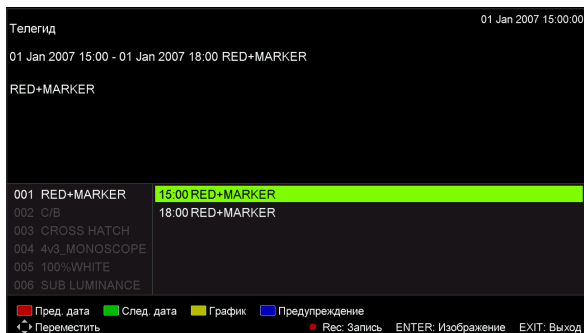 Телегид
01 Jan 2007 15:00:00
01 Jan 2007 15:00 - 01 Jan 2007 18:00 RED+MARKER
RED+MARKER
001 RED+MARKER
002 C/B
003 CROSS HATCH
004 4v3_MONOSCOPE
005 100%WHITE
006 SUB LUMINANCE
15:00 RED+MARKER
18:00 RED+MARKER
Пред. дата След. дата График Предупреждение
Переместить Rec: Запись ENTER: Изображение EXIT: Выход